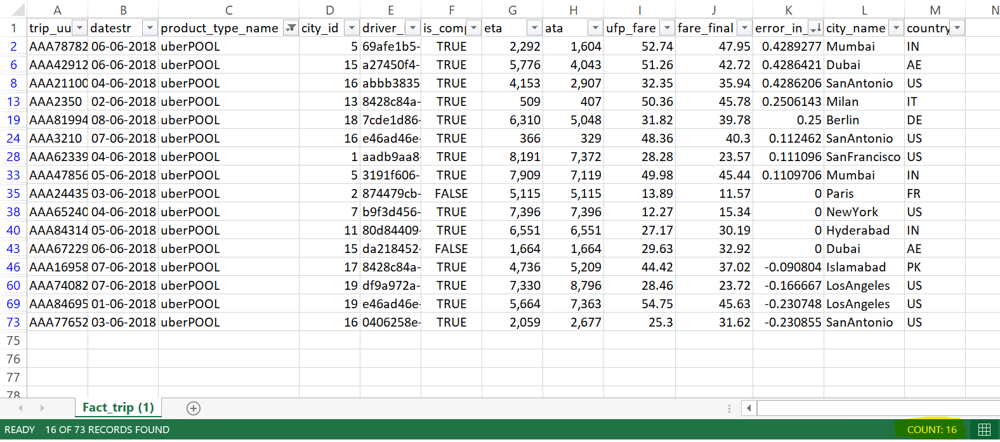 A B C D E F G H I J K L M N
1 trip_uu datestr product_type_name city_id driver_ is_comp eta ata ufp_fare fare_final error_in_ city_name country
2 AAA78782 06-06-2018 uberPOOL 5 69afe1b5- TRUE 2,292 1,604 52.74 47.95 0.4289277 Mumbai IN
6 AAA42912 06-06-2018 uberPOOL 15 a27450f4- TRUE 5,776 4,043 51.26 42.72 0.4286421 Dubai AE
8 AAA21100 04-06-2018 uberPOOL 16 abbb3835 TRUE 4,153 2,907 32.35 35.94 0.4286206 SanAntonio US
13 AAA2350 02-06-2018 uberPOOL 13 8428c84a- TRUE 509 407 50.36 45.78 0.2506143 Milan IT
19 AAA81994 08-06-2018 uberPOOL 18 7cde1d86- TRUE 6,310 5,048 31.82 39.78 0.25 Berlin DE
24 AAA3210 07-06-2018 uberPOOL 16 e46ad46e- TRUE 366 329 48.36 40.3 0.112462 SanAntonio US
28 AAA62339 04-06-2018 uberPOOL 1 aadb9aa8- TRUE 8,191 7,372 28.28 23.57 0.111096 SanFrancisco US
33 AAA47856 05-06-2018 uberPOOL 5 3191f606- TRUE 7,909 7,119 49.98 45.44 0.1109706 Mumbai IN
35 AAA24435 03-06-2018 uberPOOL 2 874479cb- FALSE 5,115 5,115 13.89 11.57 0 Paris FR
38 AAA65240 04-06-2018 uberPOOL 7 b9f3d456- TRUE 7,396 7,396 12.27 15.34 0 NewYork US
40 AAA84314 05-06-2018 uberPOOL 11 80d84409- TRUE 6,551 6,551 27.17 30.19 0 Hyderabad IN
43 AAA67229 06-06-2018 uberPOOL 15 da218452- FALSE 1,664 1,664 29.63 32.92 0 Dubai AE
46 AAA16958 07-06-2018 uberPOOL 17 8428c84a- TRUE 4,736 5,209 44.42 37.02 -0.090804 Islamabad PK
60 AAA74082 07-06-2018 uberPOOL 19 df9a972a- TRUE 7,330 8,796 28.46 23.72 -0.166667 LosAngeles US
69 AAA84695 01-06-2018 uberPOOL 19 e46ad46e- TRUE 5,664 7,363 54.75 45.63 -0.230748 LosAngeles US
73 AAA77652 03-06-2018 uberPOOL 16 0406258e- TRUE 2,059 2,677 25.3 31.62 -0.230855 SanAntonio US
75
76
77
78
Fact_trip (1)
READY 16 OF 73 RECORDS FOUND COUNT: 16